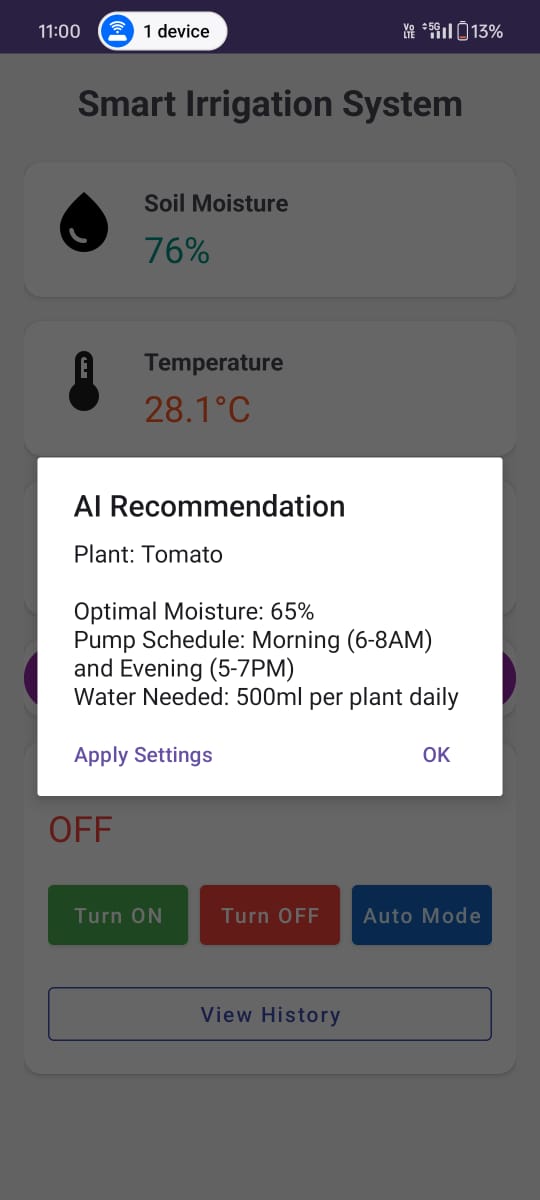 11:00
1 device
Vo LTE
5G
13%
Smart Irrigation System
Soil Moisture
76%
Temperature
28.1°C
AI Recommendation
Plant: Tomato
Optimal Moisture: 65%
Pump Schedule: Morning (6-8AM)
and Evening (5-7PM)
Water Needed: 500ml per plant daily
Apply Settings
OK
OFF
Turn ON
Turn OFF
Auto Mode
View History